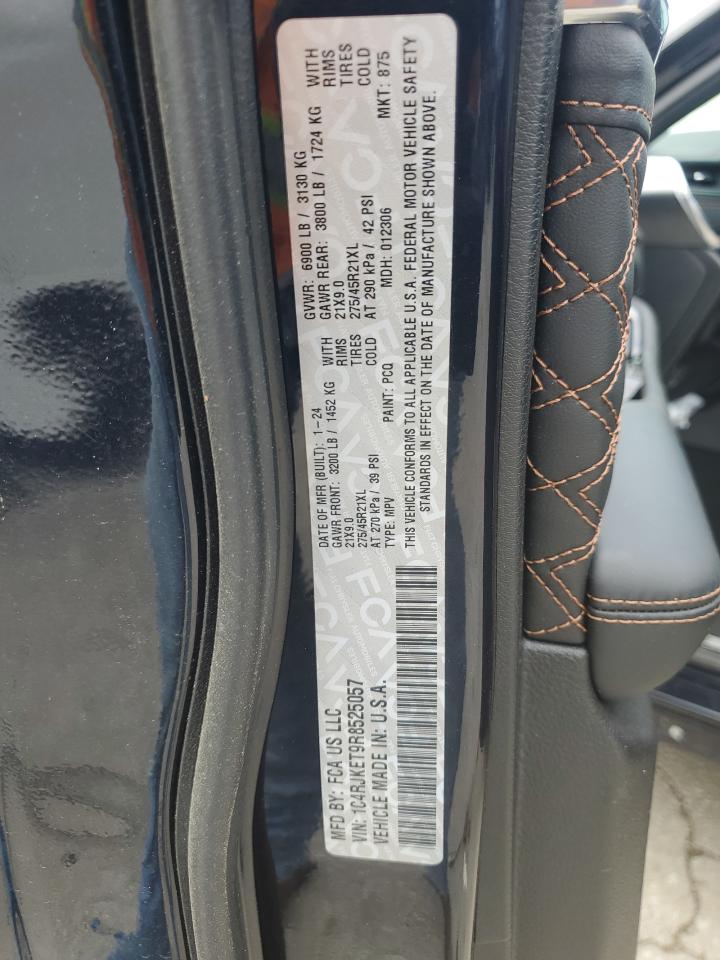 MFD BY: FCA US LLC
DATE OF MFR (BUILT): 1-24
GVWR: 6900 LB / 3130 KG
GAWR FRONT: 3200 LB / 1452 KG WITH
21X9.0 RIMS
275/45R21XL TIRES
AT 270 kPa / 39 PSI COLD
GAWR REAR: 3800 LB / 1724 KG WITH
21X9.0 RIMS
275/45R21XL TIRES
AT 290 kPa / 42 PSI COLD
VIN: 1C4RJKET9R8525057
TYPE: MPV PAINT: PCQ MDH: 012306 MKT: 875
VEHICLE MADE IN: U.S.A.
THIS VEHICLE CONFORMS TO ALL APPLICABLE U.S.A. FEDERAL MOTOR VEHICLE SAFETY
STANDARDS IN EFFECT ON THE DATE OF MANUFACTURE SHOWN ABOVE.